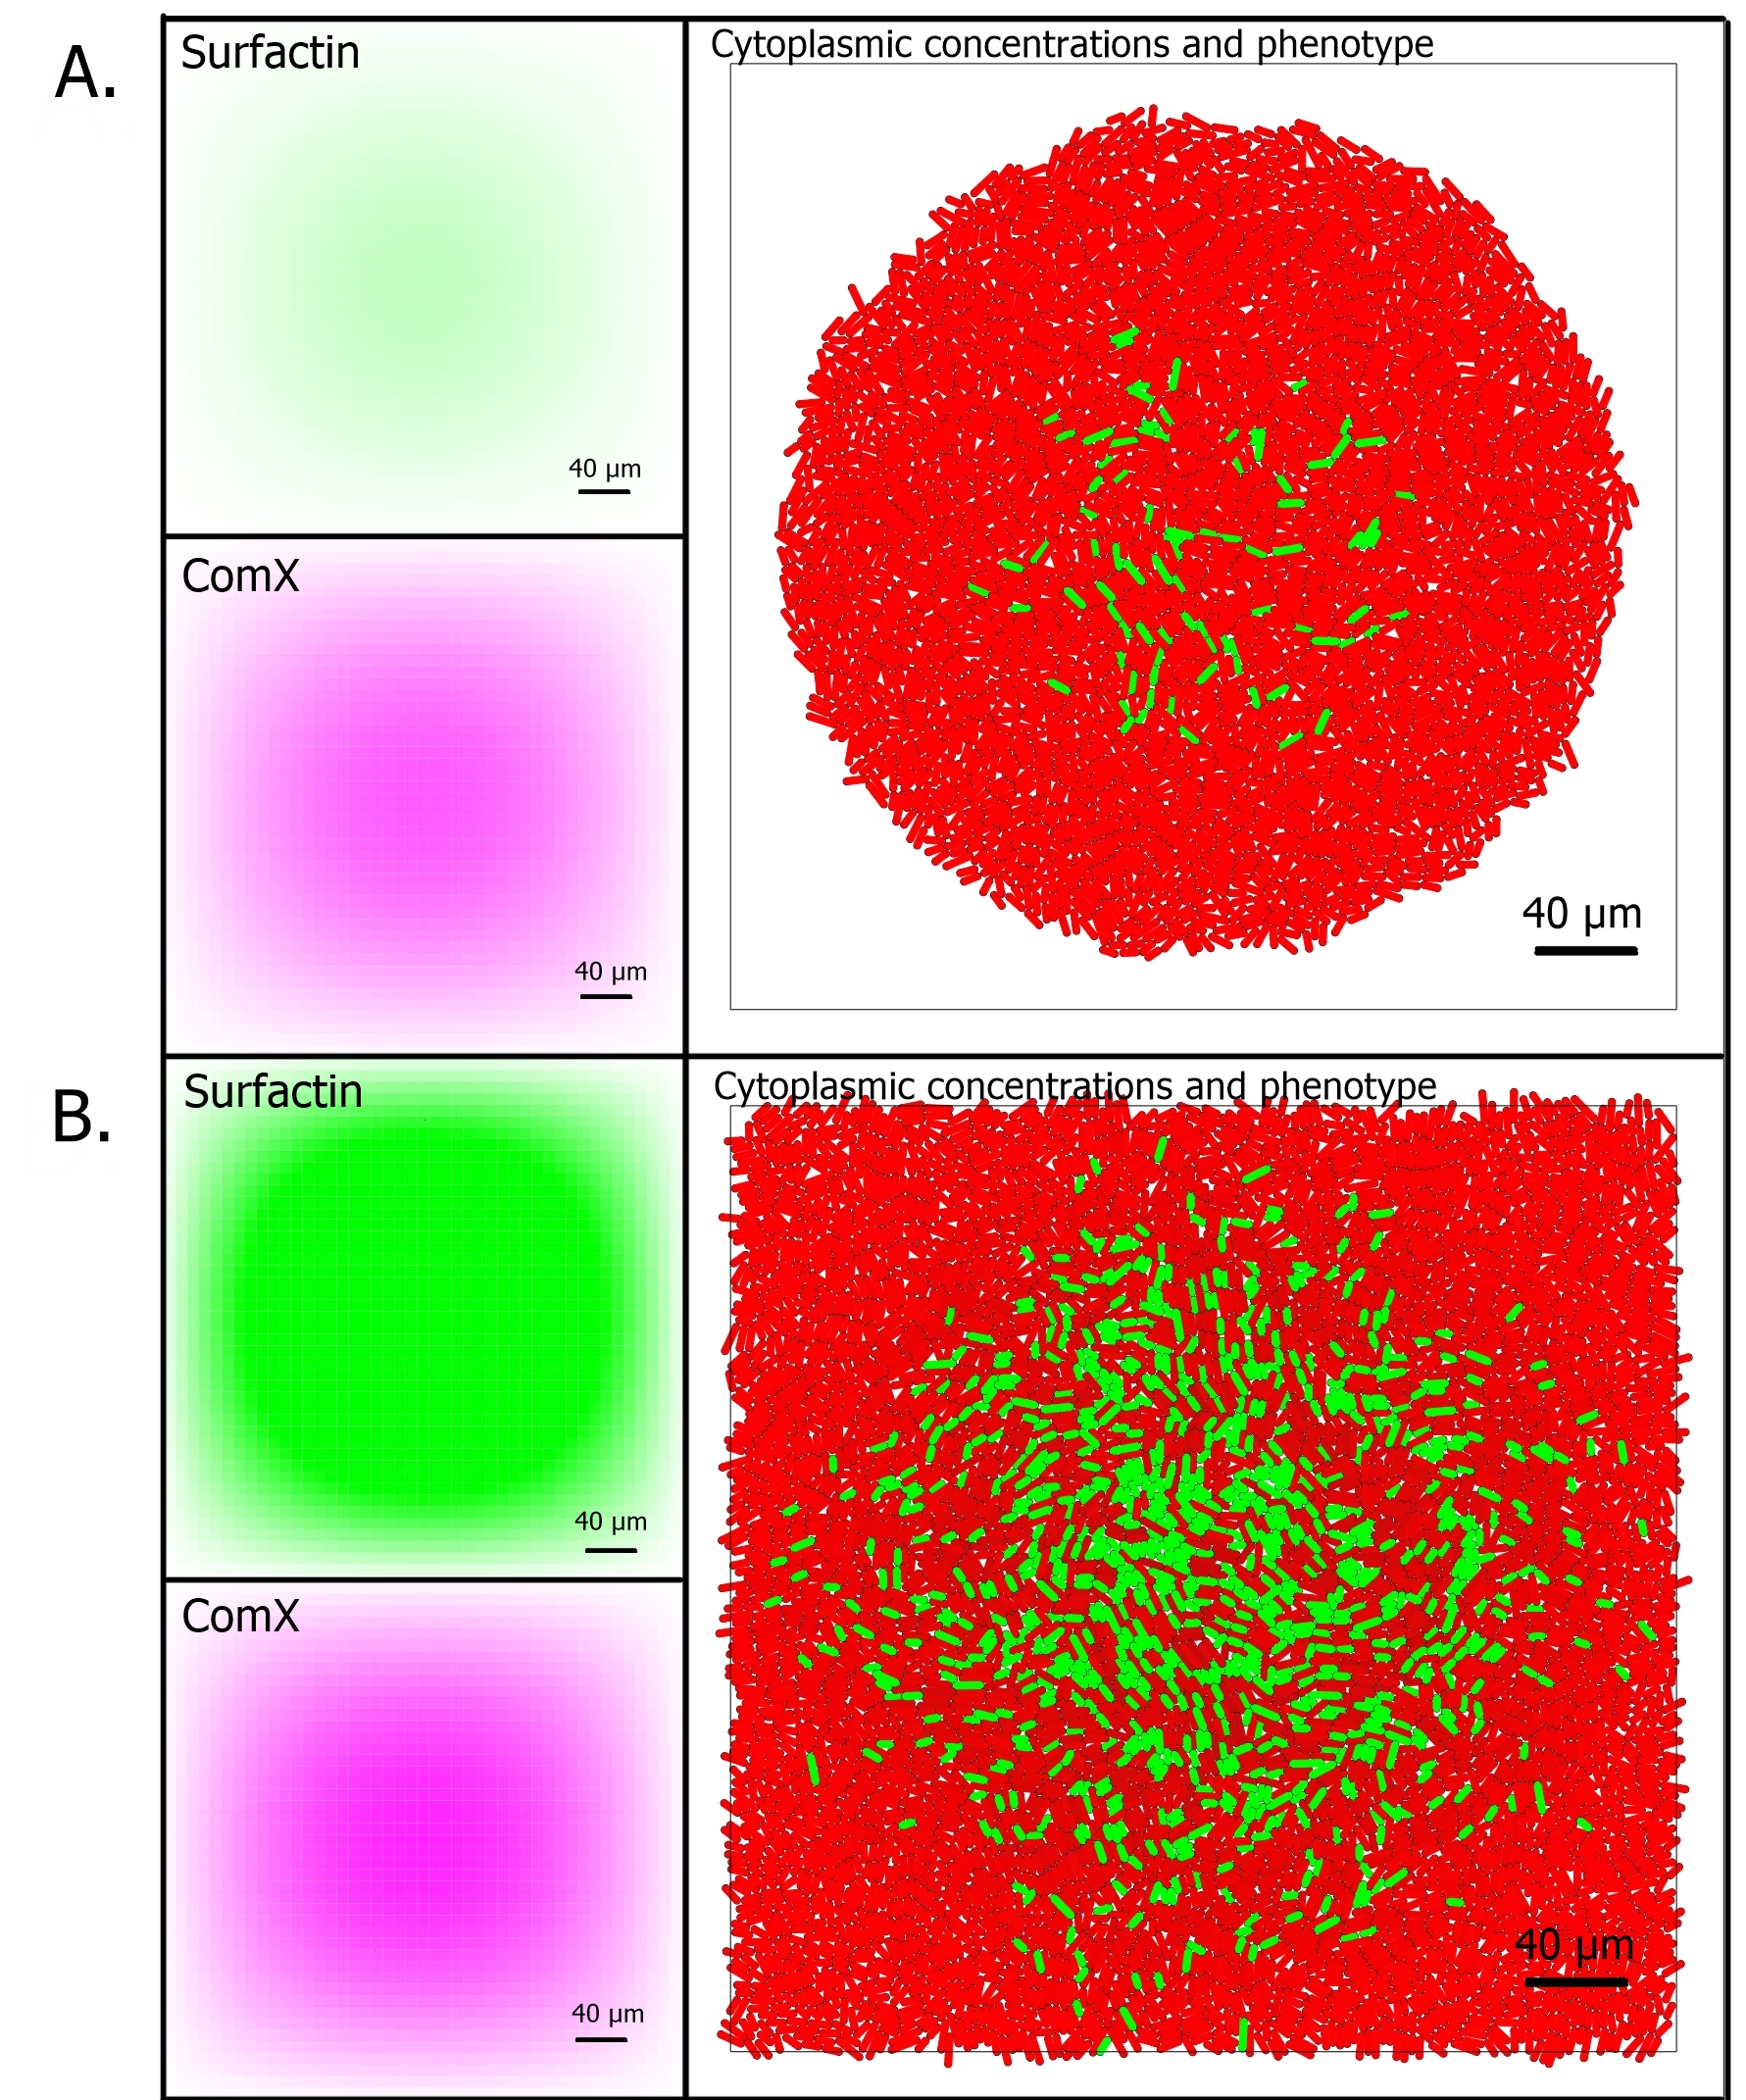 A.
Surfactin
40 µm
ComX
40 µm
Cytoplasmic concentrations and phenotype
40 µm
B.
Surfactin
40 µm
ComX
40 µm
Cytoplasmic concentrations and phenotype
40 µm